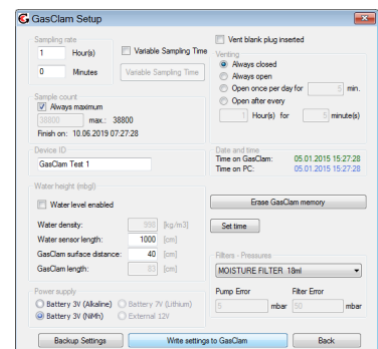 GasClam Setup
Sampling rate
1 Hour(s)
Variable Sampling Time
0 Minutes
Variable Sampling Time
Sample count
Always maximum
38800 max.: 38800
Finish on: 10.06.2019 07:27:28
Device ID
GasClam Test 1
Water height (mbgl)
Water level enabled
Water density: 999 [kg/m3]
Water sensor length: 1000 [cm]
GasClam surface distance: 40 [cm]
GasClam length: 83 [cm]
Power supply
Battery 3V (Alkaline)
Battery 7V (Lithium)
Battery 3V (NiMh)
External 12V
Vent blank plug inserted
Venting
Always closed
Always open
Open once per day for 5 min.
Open after every
1 Hour(s) for 5 minute(s)
Date and time
Time on GasClam: 05.01.2015 15:27:28
Time on PC: 05.01.2015 15:27:28
Erase GasClam memory
Set time
Filters - Pressures
MOISTURE FILTER 18ml
Pump Error
Filter Error
5 mbar 50 mbar
Backup Settings
Write settings to GasClam
Back